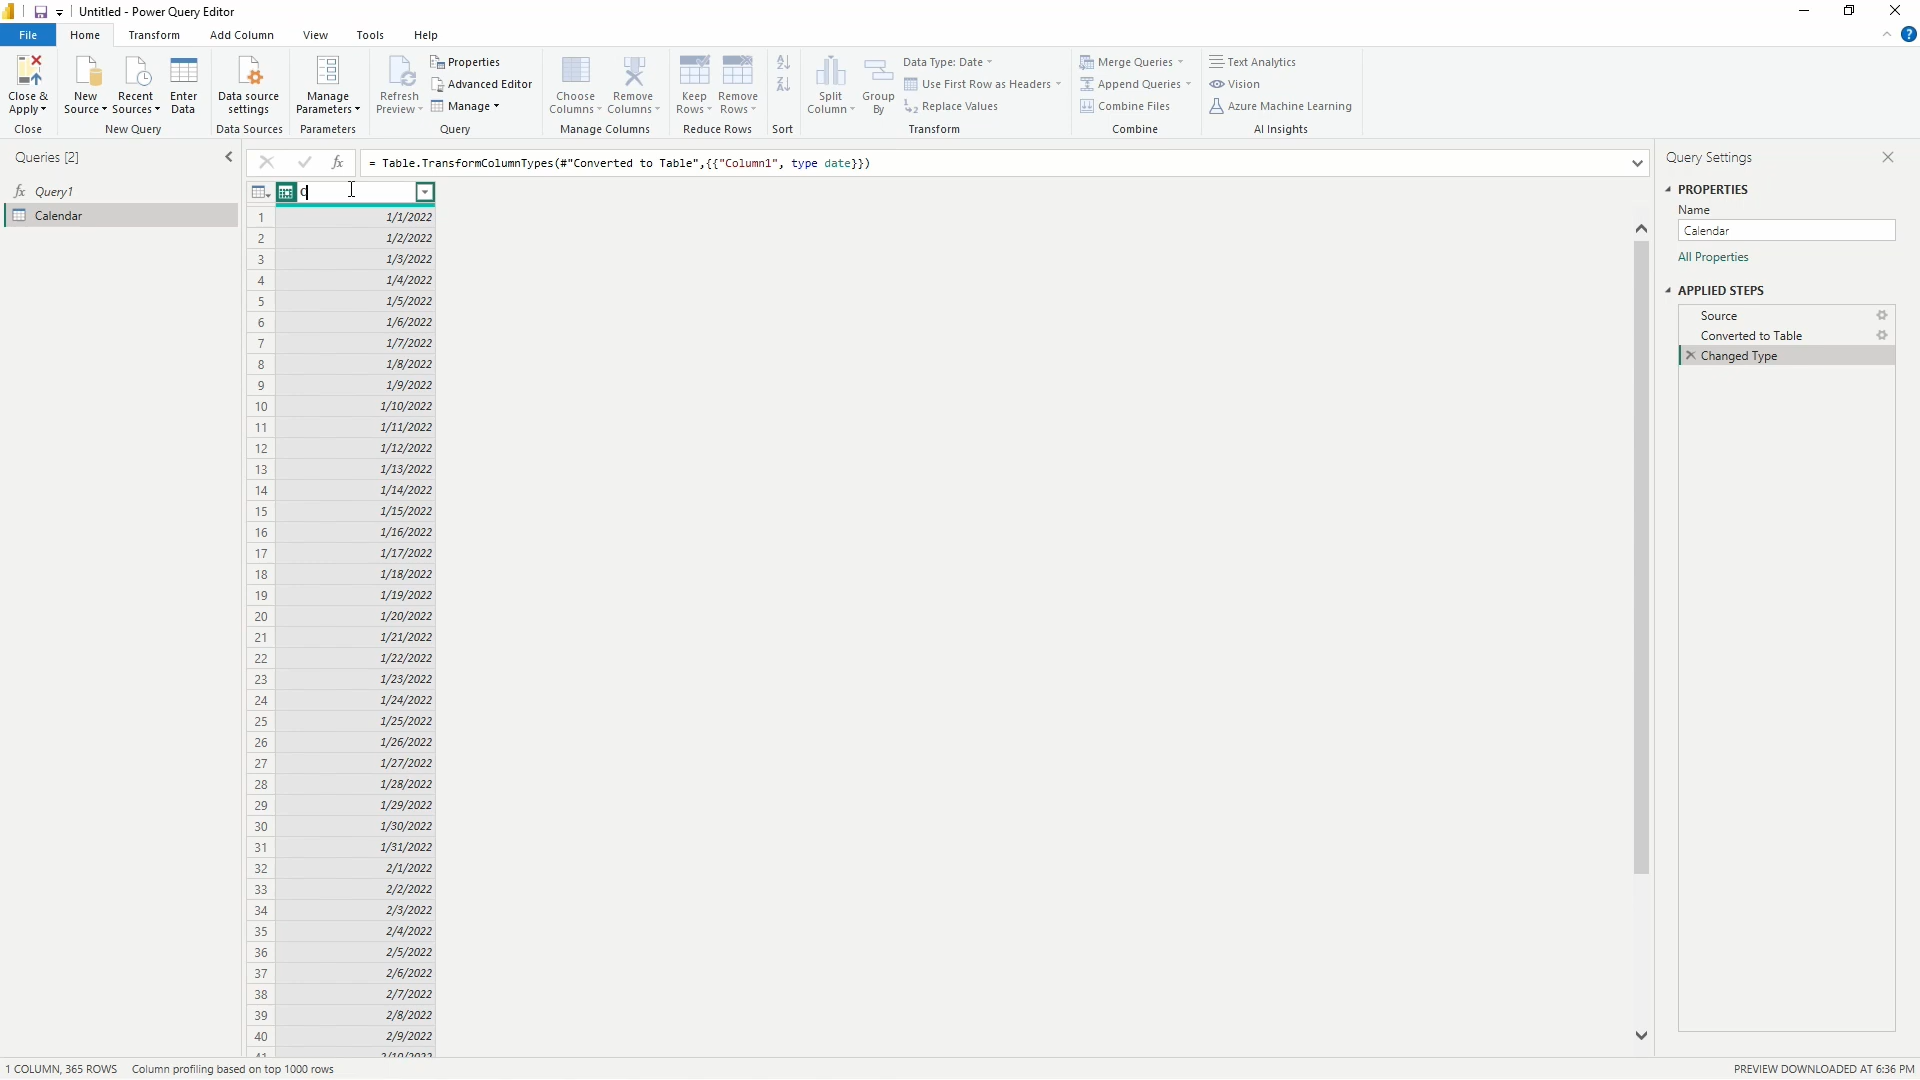 Untitled - Power Query Editor
File Home Transform Add Column View Tools Help
Close & Apply
New Source
Recent Sources
Enter Data
Data source settings
Manage Parameters
Refresh Preview
Properties
Advanced Editor
Manage
Choose Columns
Remove Columns
Keep Rows
Remove Rows
Split Column
Group By
Data Type: Date
Use First Row as Headers
Replace Values
Merge Queries
Append Queries
Combine Files
Text Analytics
Vision
Azure Machine Learning
Close New Query Data Sources Parameters Query Manage Columns Reduce Rows Sort Transform Combine AI Insights
Queries [2]
fx Query1
Calendar
fx = Table.TransformColumnTypes(#"Converted to Table",{{"Column1", type date}})
1 1/1/2022
2 1/2/2022
3 1/3/2022
4 1/4/2022
5 1/5/2022
6 1/6/2022
7 1/7/2022
8 1/8/2022
9 1/9/2022
10 1/10/2022
11 1/11/2022
12 1/12/2022
13 1/13/2022
14 1/14/2022
15 1/15/2022
16 1/16/2022
17 1/17/2022
18 1/18/2022
19 1/19/2022
20 1/20/2022
21 1/21/2022
22 1/22/2022
23 1/23/2022
24 1/24/2022
25 1/25/2022
26 1/26/2022
27 1/27/2022
28 1/28/2022
29 1/29/2022
30 1/30/2022
31 1/31/2022
32 2/1/2022
33 2/2/2022
34 2/3/2022
35 2/4/2022
36 2/5/2022
37 2/6/2022
38 2/7/2022
39 2/8/2022
40 2/9/2022
41 2/10/2022
Query Settings
PROPERTIES
Name
Calendar
All Properties
APPLIED STEPS
Source
Converted to Table
Changed Type
1 COLUMN, 365 ROWS Column profiling based on top 1000 rows
PREVIEW DOWNLOADED AT 6:36 PM